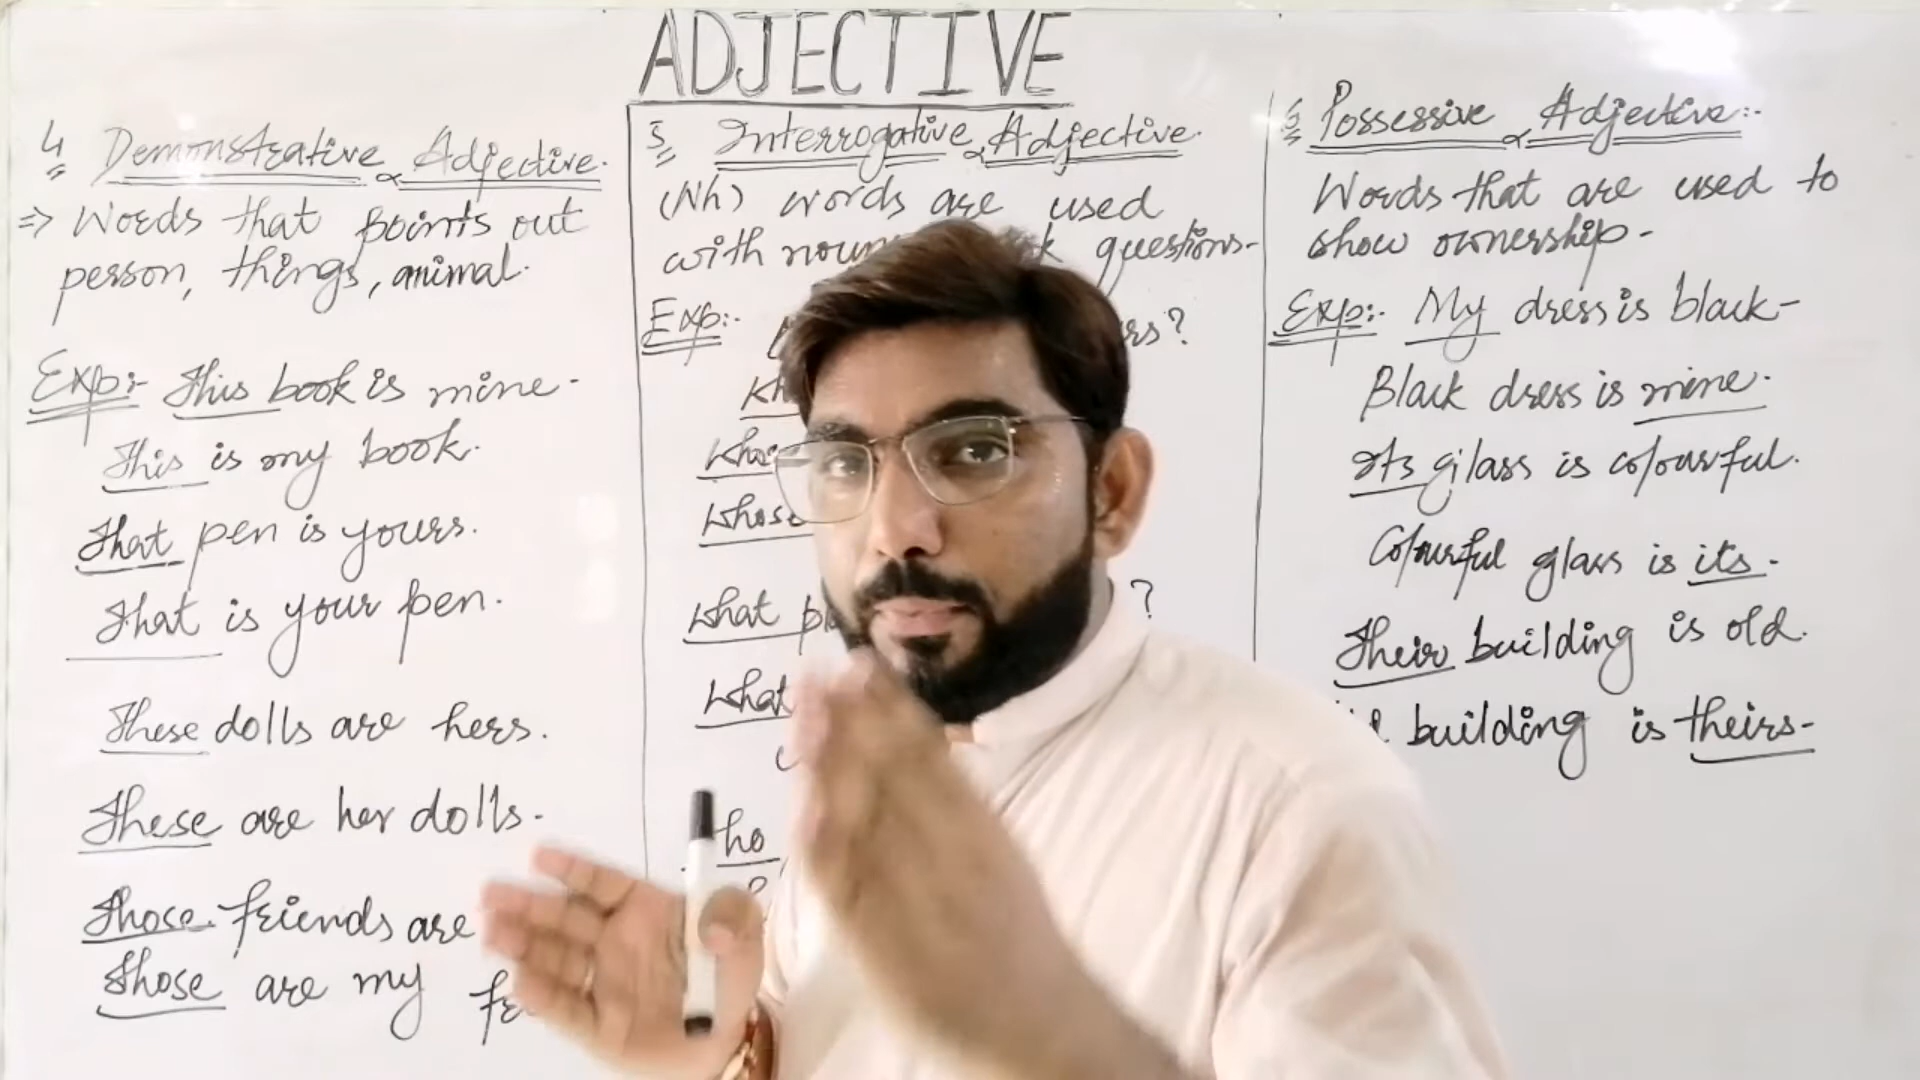 ADJECTIVE
4 Demonstrative Adjective.
=> Words that points out
person, things, animal.
Exp:- This book is mine.
This is my book.
That pen is yours.
That is your pen.
These dolls are hers.
These are her dolls.
Those friends are
Those are my
5 Interrogative Adjective.
(Wh) words are used
with questions.
Exp:-
?
Whose
What
?
What
6 Possessive Adjective:-
Words that are used to
show ownership.
Exp:- My dress is black.
Black dress is mine.
Its glass is colourful.
Colourful glass is its.
Their building is old.
building is theirs.